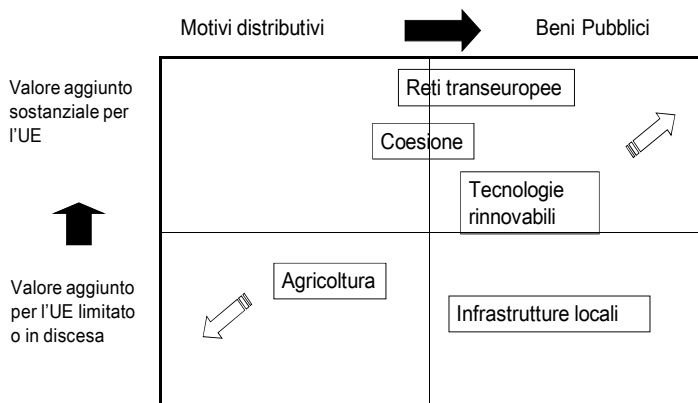 Motivi distributivi
Beni Pubblici
Valore aggiunto
sostanziale per
l'UE
Reti transeuropee
Coesione
Tecnologie
rinnovabili
Valore aggiunto
per l'UE limitato
o in discesa
Agricoltura
Infrastrutture locali